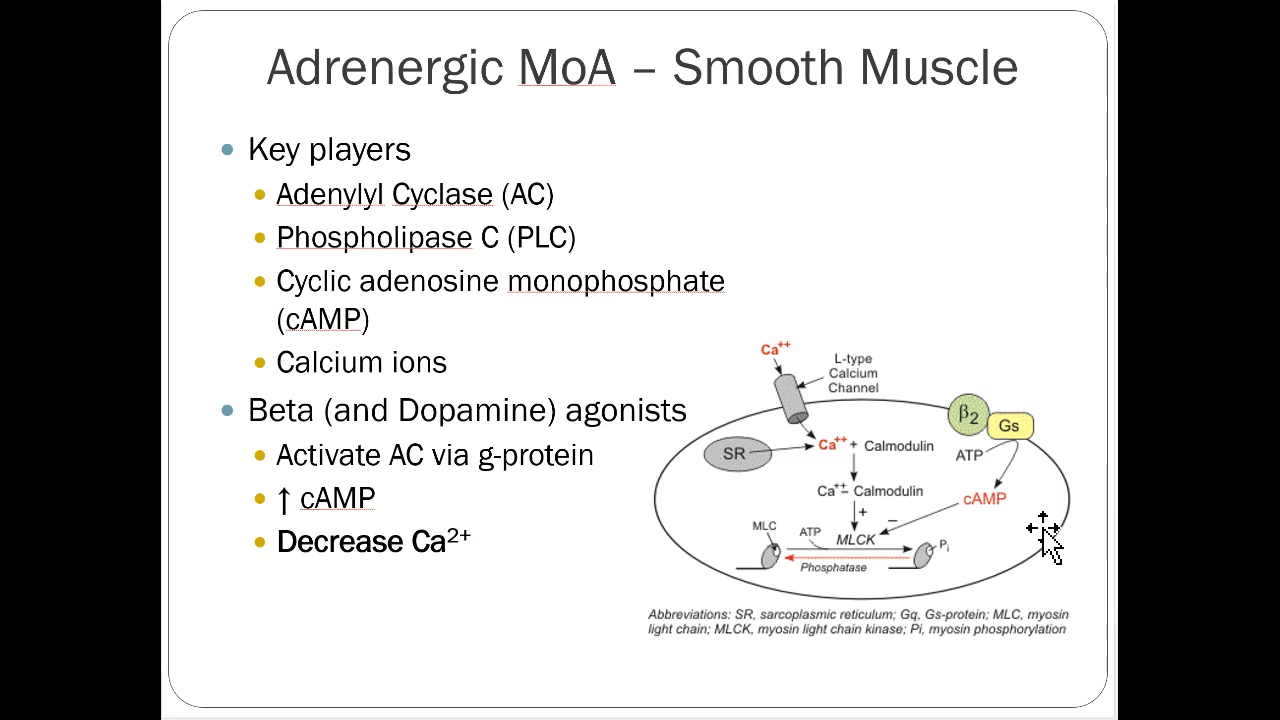 Adrenergic MoA – Smooth Muscle
• Key players
• Adenylyl Cyclase (AC)
• Phospholipase C (PLC)
• Cyclic adenosine monophosphate
(cAMP)
• Calcium ions
• Beta (and Dopamine) agonists
• Activate AC via g-protein
• ↑ cAMP
• Decrease Ca²⁺
Ca⁺⁺
L-type
Calcium
Channel
β₂
Gs
SR
Ca⁺⁺ + Calmodulin
ATP
Ca⁺⁺– Calmodulin
cAMP
+
–
MLC
ATP
MLCK
Pᵢ
Phosphatase
Abbreviations: SR, sarcoplasmic reticulum; Gq, Gs-protein; MLC, myosin
light chain; MLCK, myosin light chain kinase; Pi, myosin phosphorylation